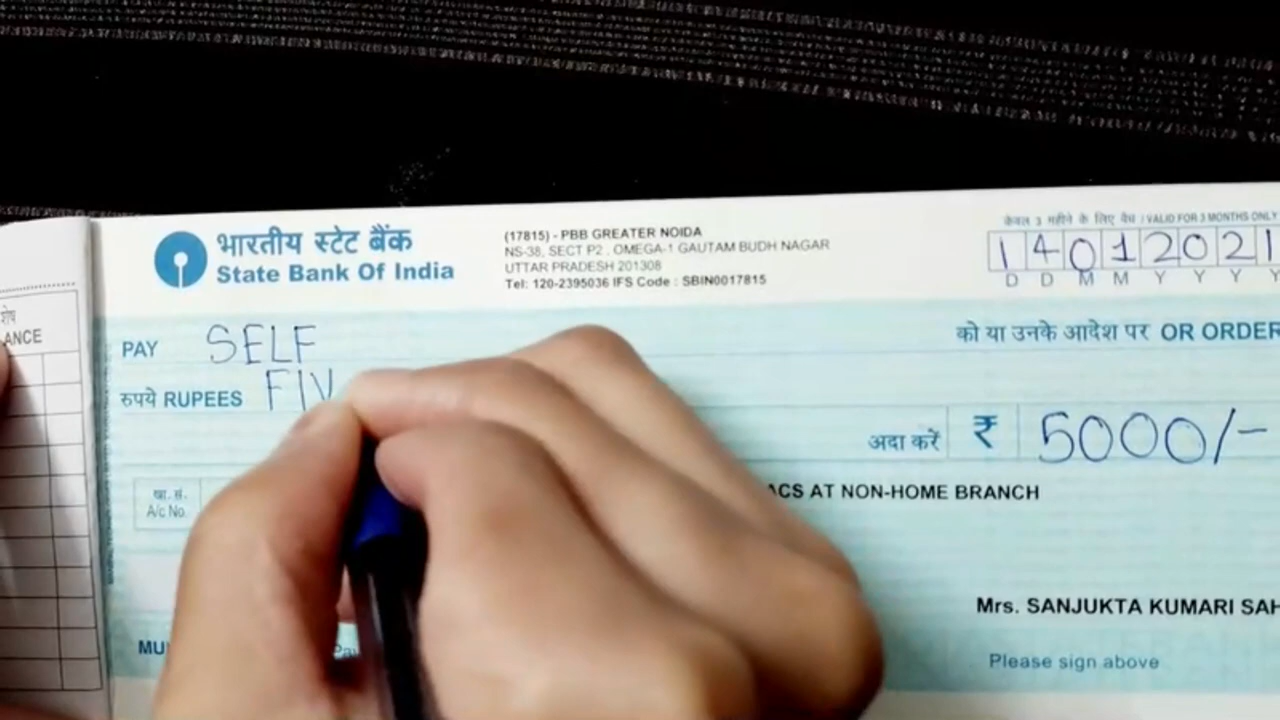 शेष
ANCE
भारतीय स्टेट बैंक
State Bank Of India
(17815) - PBB GREATER NOIDA
NS-38, SECT P2 , OMEGA-1 GAUTAM BUDH NAGAR
UTTAR PRADESH 201308
Tel: 120-2395036 IFS Code : SBIN0017815
केवल 3 महीने के लिए वैध / VALID FOR 3 MONTHS ONLY
14012021
D D M M Y Y Y Y
PAY SELF को या उनके आदेश पर OR ORDER
रुपये RUPEES FIV
अदा करें ₹ 5000/-
खा. सं.
A/c No.
ACS AT NON-HOME BRANCH
Mrs. SANJUKTA KUMARI SAH
MU Pay
Please sign above